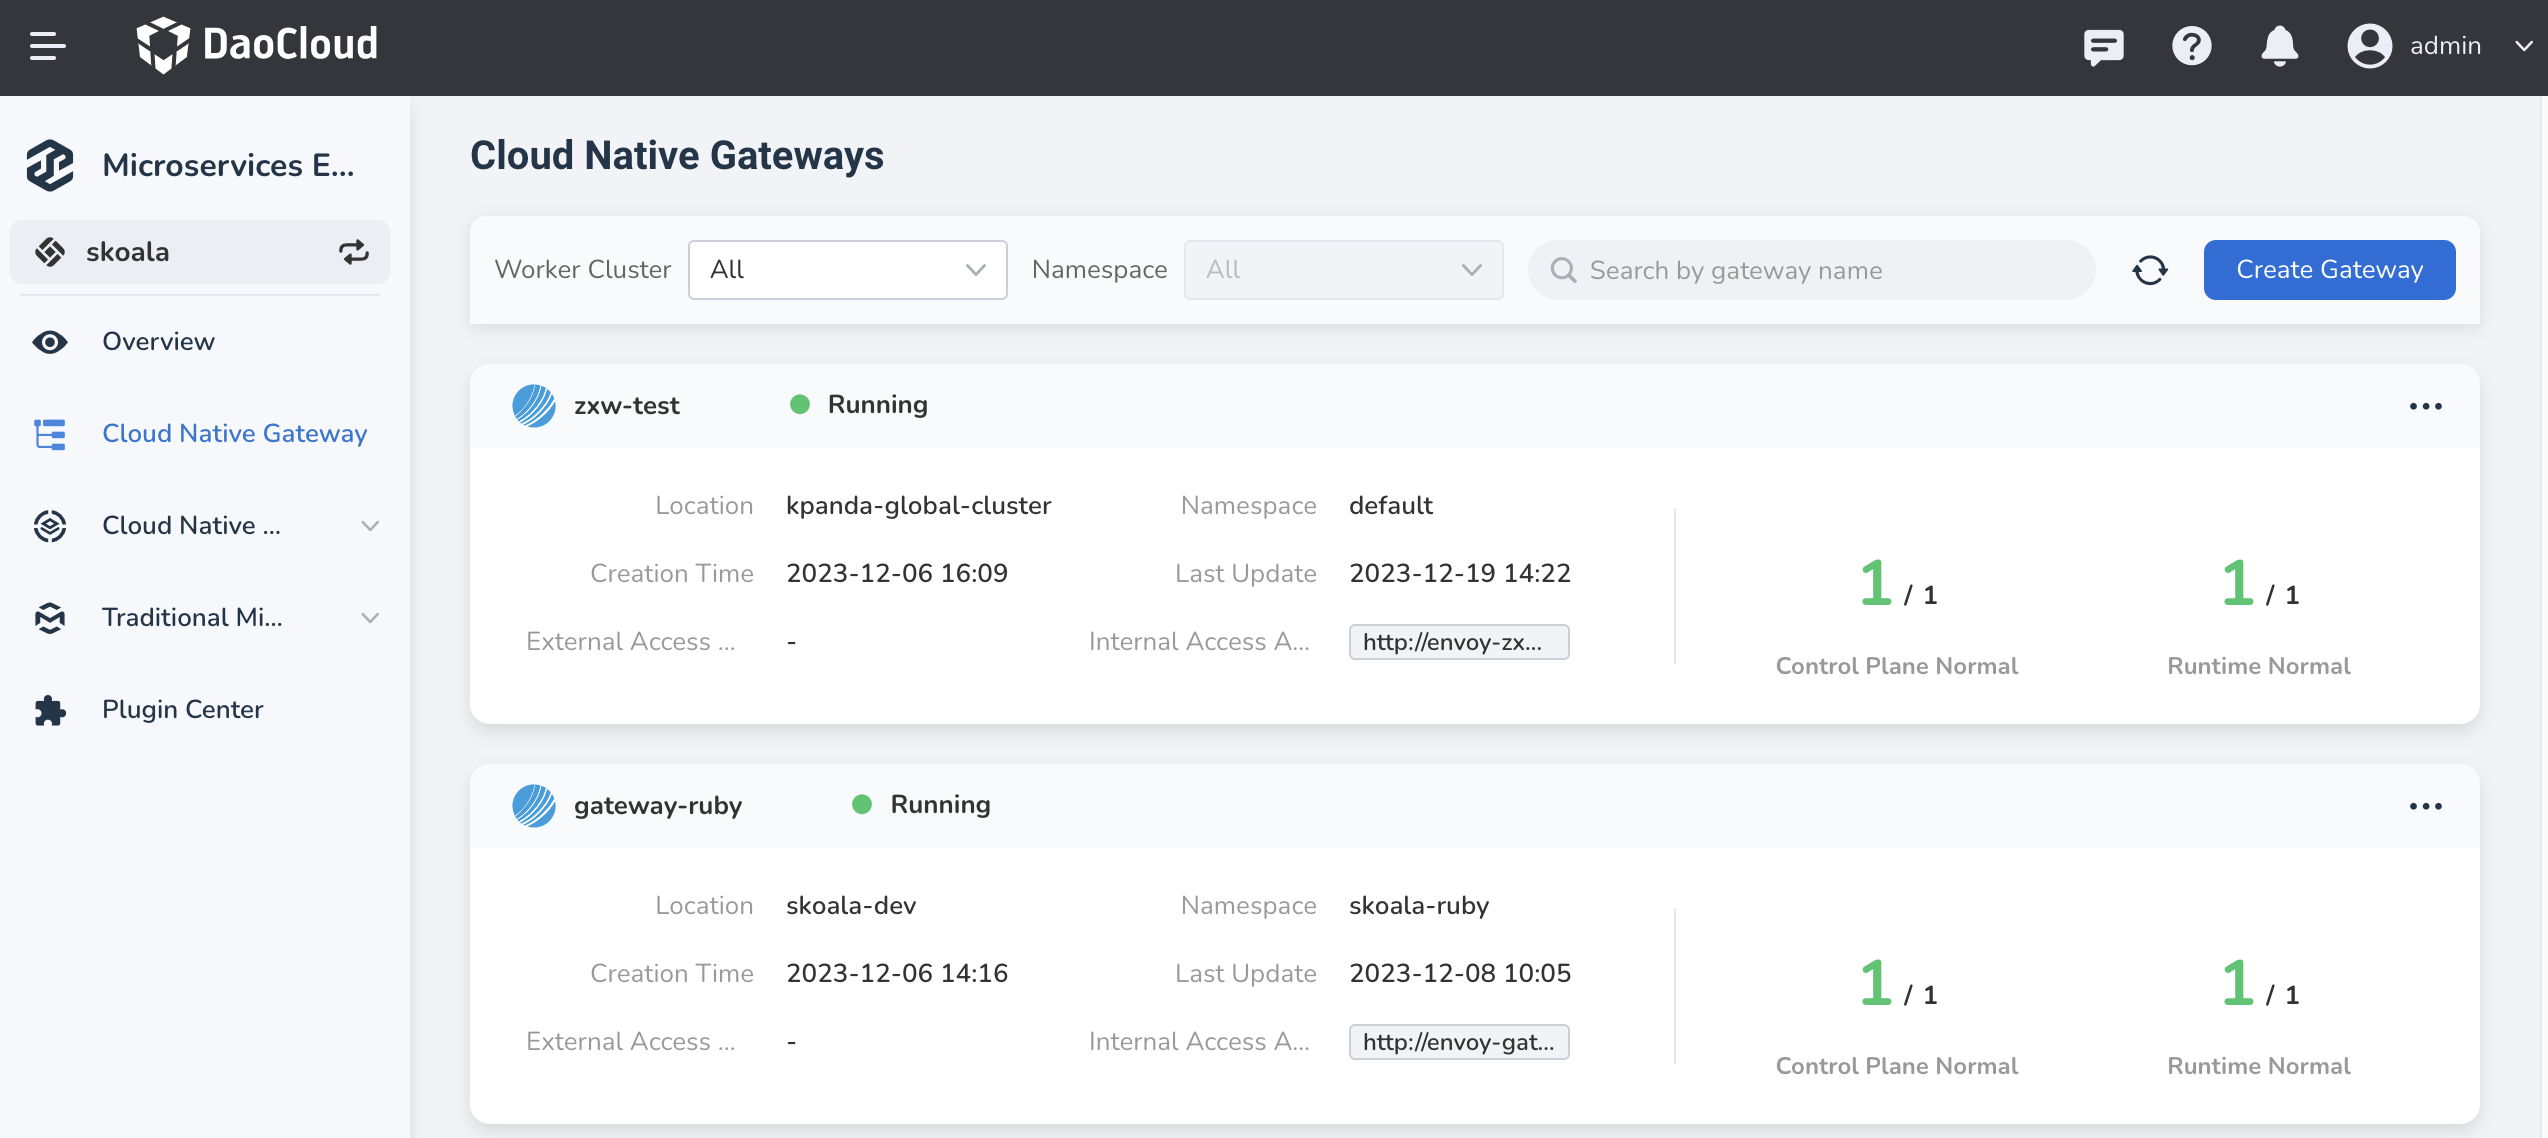 DaoCloud
admin
Microservices E...
skoala
Overview
Cloud Native Gateway
Cloud Native ...
Traditional Mi...
Plugin Center
Cloud Native Gateways
Worker Cluster All Namespace All Search by gateway name Create Gateway
zxw-test Running
Location kpanda-global-cluster Namespace default
Creation Time 2023-12-06 16:09 Last Update 2023-12-19 14:22
External Access ... - Internal Access A... http://envoy-zx...
1 / 1 1 / 1
Control Plane Normal Runtime Normal
gateway-ruby Running
Location skoala-dev Namespace skoala-ruby
Creation Time 2023-12-06 14:16 Last Update 2023-12-08 10:05
External Access ... - Internal Access A... http://envoy-gat...
1 / 1 1 / 1
Control Plane Normal Runtime Normal